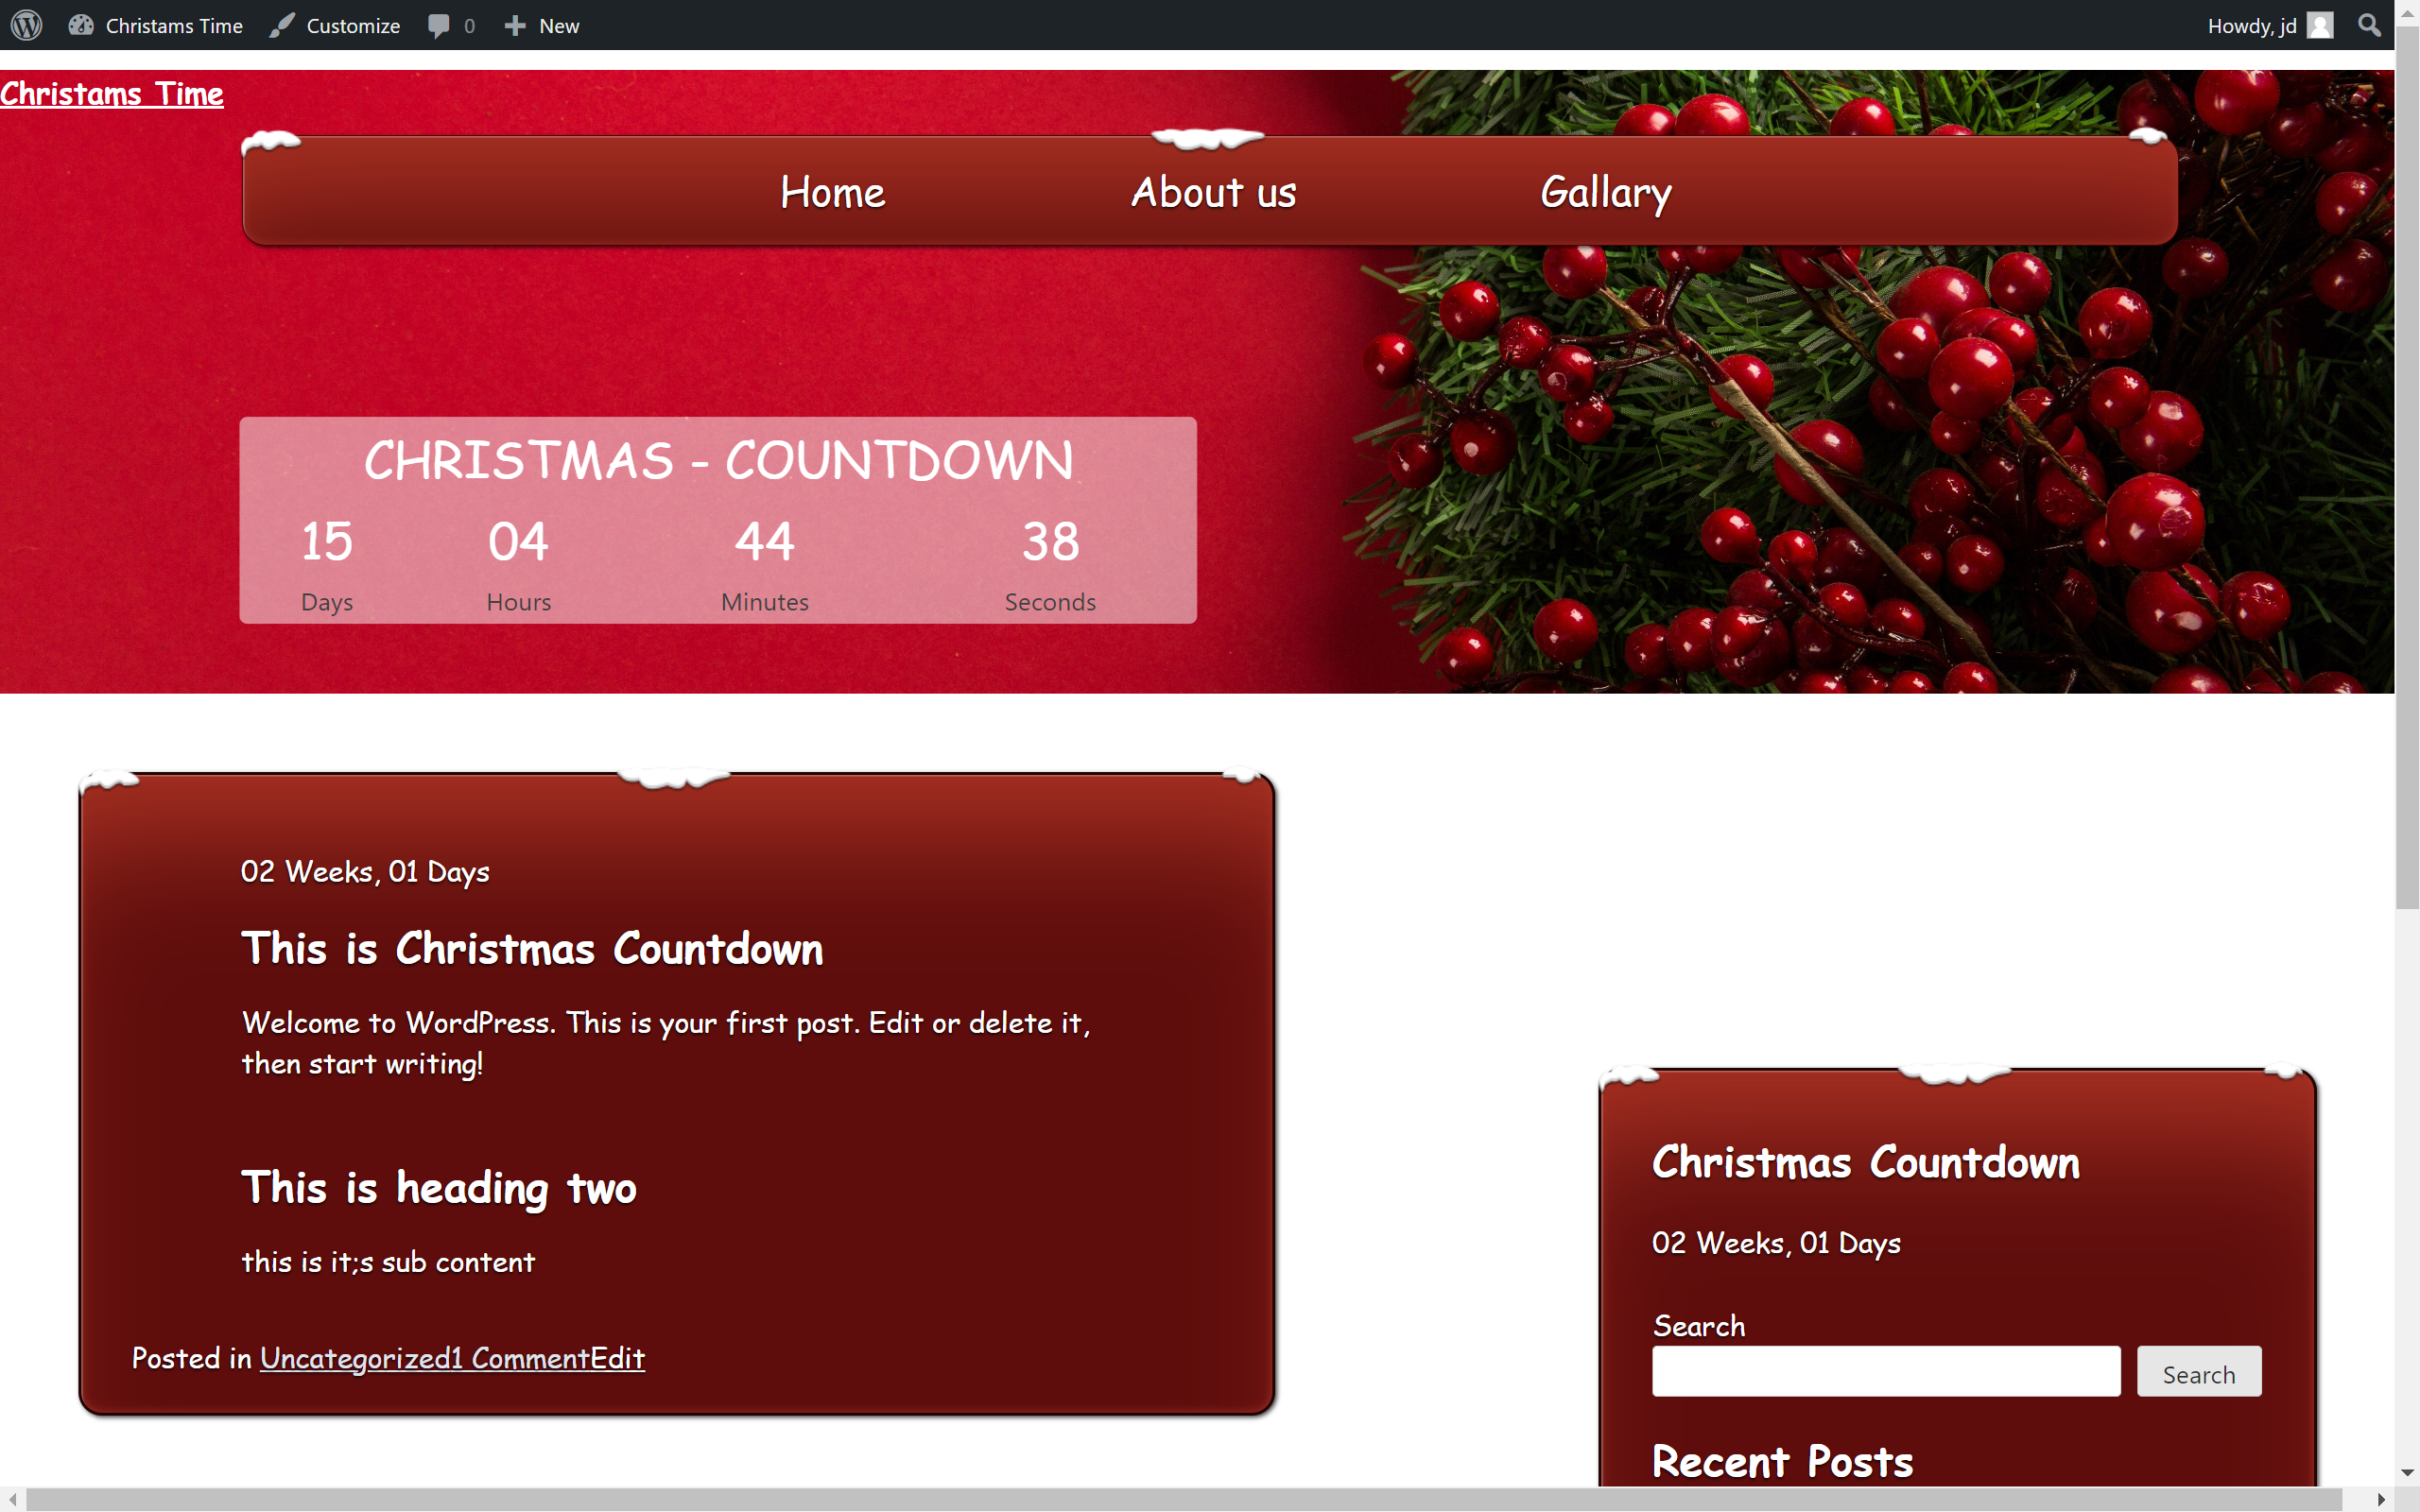 Christams Time Customize 0 New Howdy, jd
Christams Time
Home About us Gallary
CHRISTMAS - COUNTDOWN
15 04 44 38
Days Hours Minutes Seconds
02 Weeks, 01 Days
This is Christmas Countdown
Welcome to WordPress. This is your first post. Edit or delete it,
then start writing!
This is heading two
this is it;s sub content
Posted in Uncategorized1 CommentEdit
Christmas Countdown
02 Weeks, 01 Days
Search
Search
Recent Posts